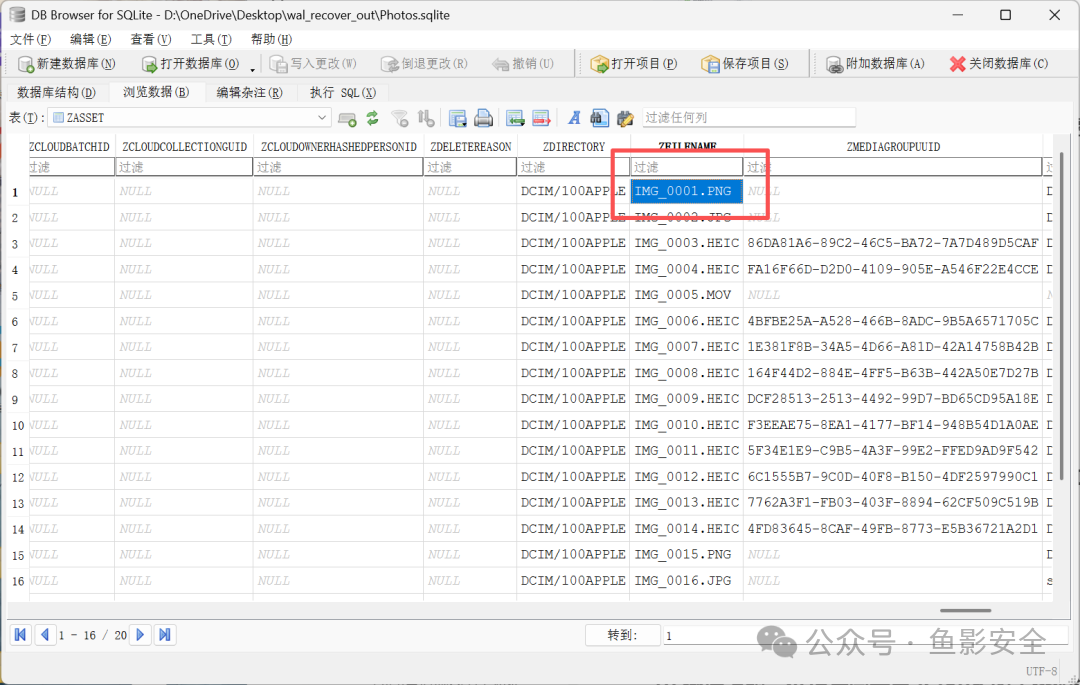 DB Browser for SQLite - D:\OneDrive\Desktop\wal_recover_out\Photos.sqlite
文件(F) 编辑(E) 查看(V) 工具(T) 帮助(H)
新建数据库(N) 打开数据库(O) 写入更改(W) 倒退更改(R) 撤销(U) 打开项目(P) 保存项目(S) 附加数据库(A) 关闭数据库(C)
数据库结构(D) 浏览数据(B) 编辑杂注(R) 执行 SQL(X)
表(T): ZASSET 过滤任何列
ZCLOUDBATCHID ZCLOUDCOLLECTIONGUID ZCLOUDOWNERHASHEDPERSONID ZDELETEREASON ZDIRECTORY ZFILENAME ZMEDIAGROUPUUID
过滤 过滤 过滤 过滤 过滤 过滤 过滤
1 NULL NULL NULL NULL DCIM/100APPLE IMG_0001.PNG NULL
2 NULL NULL NULL NULL DCIM/100APPLE IMG_0002.JPG NULL
3 NULL NULL NULL NULL DCIM/100APPLE IMG_0003.HEIC 86DA81A6-89C2-46C5-BA72-7A7D489D5CAF
4 NULL NULL NULL NULL DCIM/100APPLE IMG_0004.HEIC FA16F66D-D2D0-4109-905E-A546F22E4CCE
5 NULL NULL NULL NULL DCIM/100APPLE IMG_0005.MOV NULL
6 NULL NULL NULL NULL DCIM/100APPLE IMG_0006.HEIC 4BFBE25A-A528-466B-8ADC-9B5A6571705C
7 NULL NULL NULL NULL DCIM/100APPLE IMG_0007.HEIC 1E381F8B-34A5-4D66-A81D-42A14758B42B
8 NULL NULL NULL NULL DCIM/100APPLE IMG_0008.HEIC 164F44D2-884E-4FF5-B63B-442A50E7D27B
9 NULL NULL NULL NULL DCIM/100APPLE IMG_0009.HEIC DCF28513-2513-4492-99D7-BD65CD95A18E
10 NULL NULL NULL NULL DCIM/100APPLE IMG_0010.HEIC F3EEAE75-8EA1-4177-BF14-948B54D1A0AE
11 NULL NULL NULL NULL DCIM/100APPLE IMG_0011.HEIC 5F34E1E9-C9B5-4A3F-99E2-FFED9AD9F542
12 NULL NULL NULL NULL DCIM/100APPLE IMG_0012.HEIC 6C1555B7-9C0D-40F8-B150-4DF2597990C1
13 NULL NULL NULL NULL DCIM/100APPLE IMG_0013.HEIC 7762A3F1-FB03-403F-8894-62CF509C519B
14 NULL NULL NULL NULL DCIM/100APPLE IMG_0014.HEIC 4FD83645-8CAF-49FB-8773-E5B36721A2D1
15 NULL NULL NULL NULL DCIM/100APPLE IMG_0015.PNG NULL
16 NULL NULL NULL NULL DCIM/100APPLE IMG_0016.JPG NULL
1 - 16 / 20 转到: 1
公众号 · 鱼影安全
UTF-8